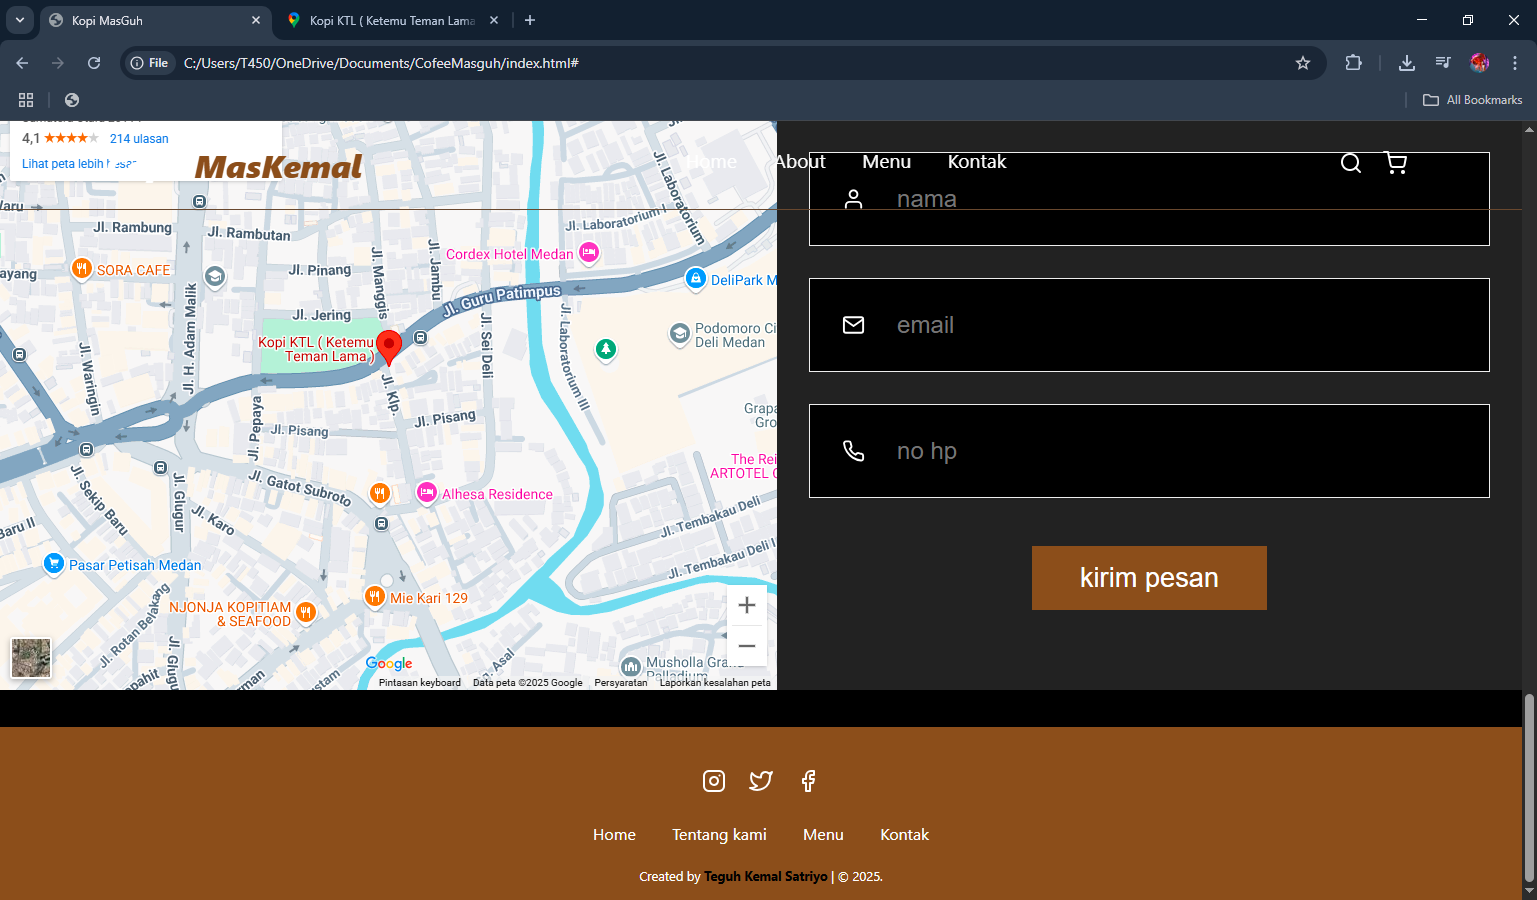 Kopi MasGuh
Kopi KTL ( Ketemu Teman Lama
File
C:/Users/T450/OneDrive/Documents/CofeeMasguh/index.html#
All Bookmarks
4,1
214 ulasan
Lihat peta lebih besar
MasKemal
Home
About
Menu
Kontak
Jl. Rambung
Jl. Rambutan
Jl. Laboratorium I
Jl. Laboratorium
Cordex Hotel Medan
SORA CAFE
Jl. Pinang
Jl. Manggis
Jl. Jambu
DeliPark M
Jl. Guru Patimpus
Jl. H. Adam Malik
Jl. Jering
Kopi KTL ( Ketemu
Teman Lama )
Jl. Sei Deli
Jl. Laboratorium III
Podomoro Ci
Deli Medan
Jl. Waringin
Jl. Klp.
Jl. Pepaya
Jl. Pisang
Jl. Pisang
Grapa
Gro
The Rei
ARTOTEL
Jl. Gatot Subroto
Alhesa Residence
Jl. Sekip Baru
Jl. Gugur
Jl. Karo
Baru II
Jl. Tembakau Deli
Jl. Tembakau Deli I
Pasar Petisah Medan
NJONJA KOPITIAM
& SEAFOOD
Mie Kari 129
Jl. Rotan Belakang
Asal
Musholla Grand
Palladium
Google
Pintasan keyboard
Data peta ©2025 Google
Persyaratan
Laporkan kesalahan peta
nama
email
no hp
kirim pesan
Home
Tentang kami
Menu
Kontak
Created by Teguh Kemal Satriyo | © 2025.